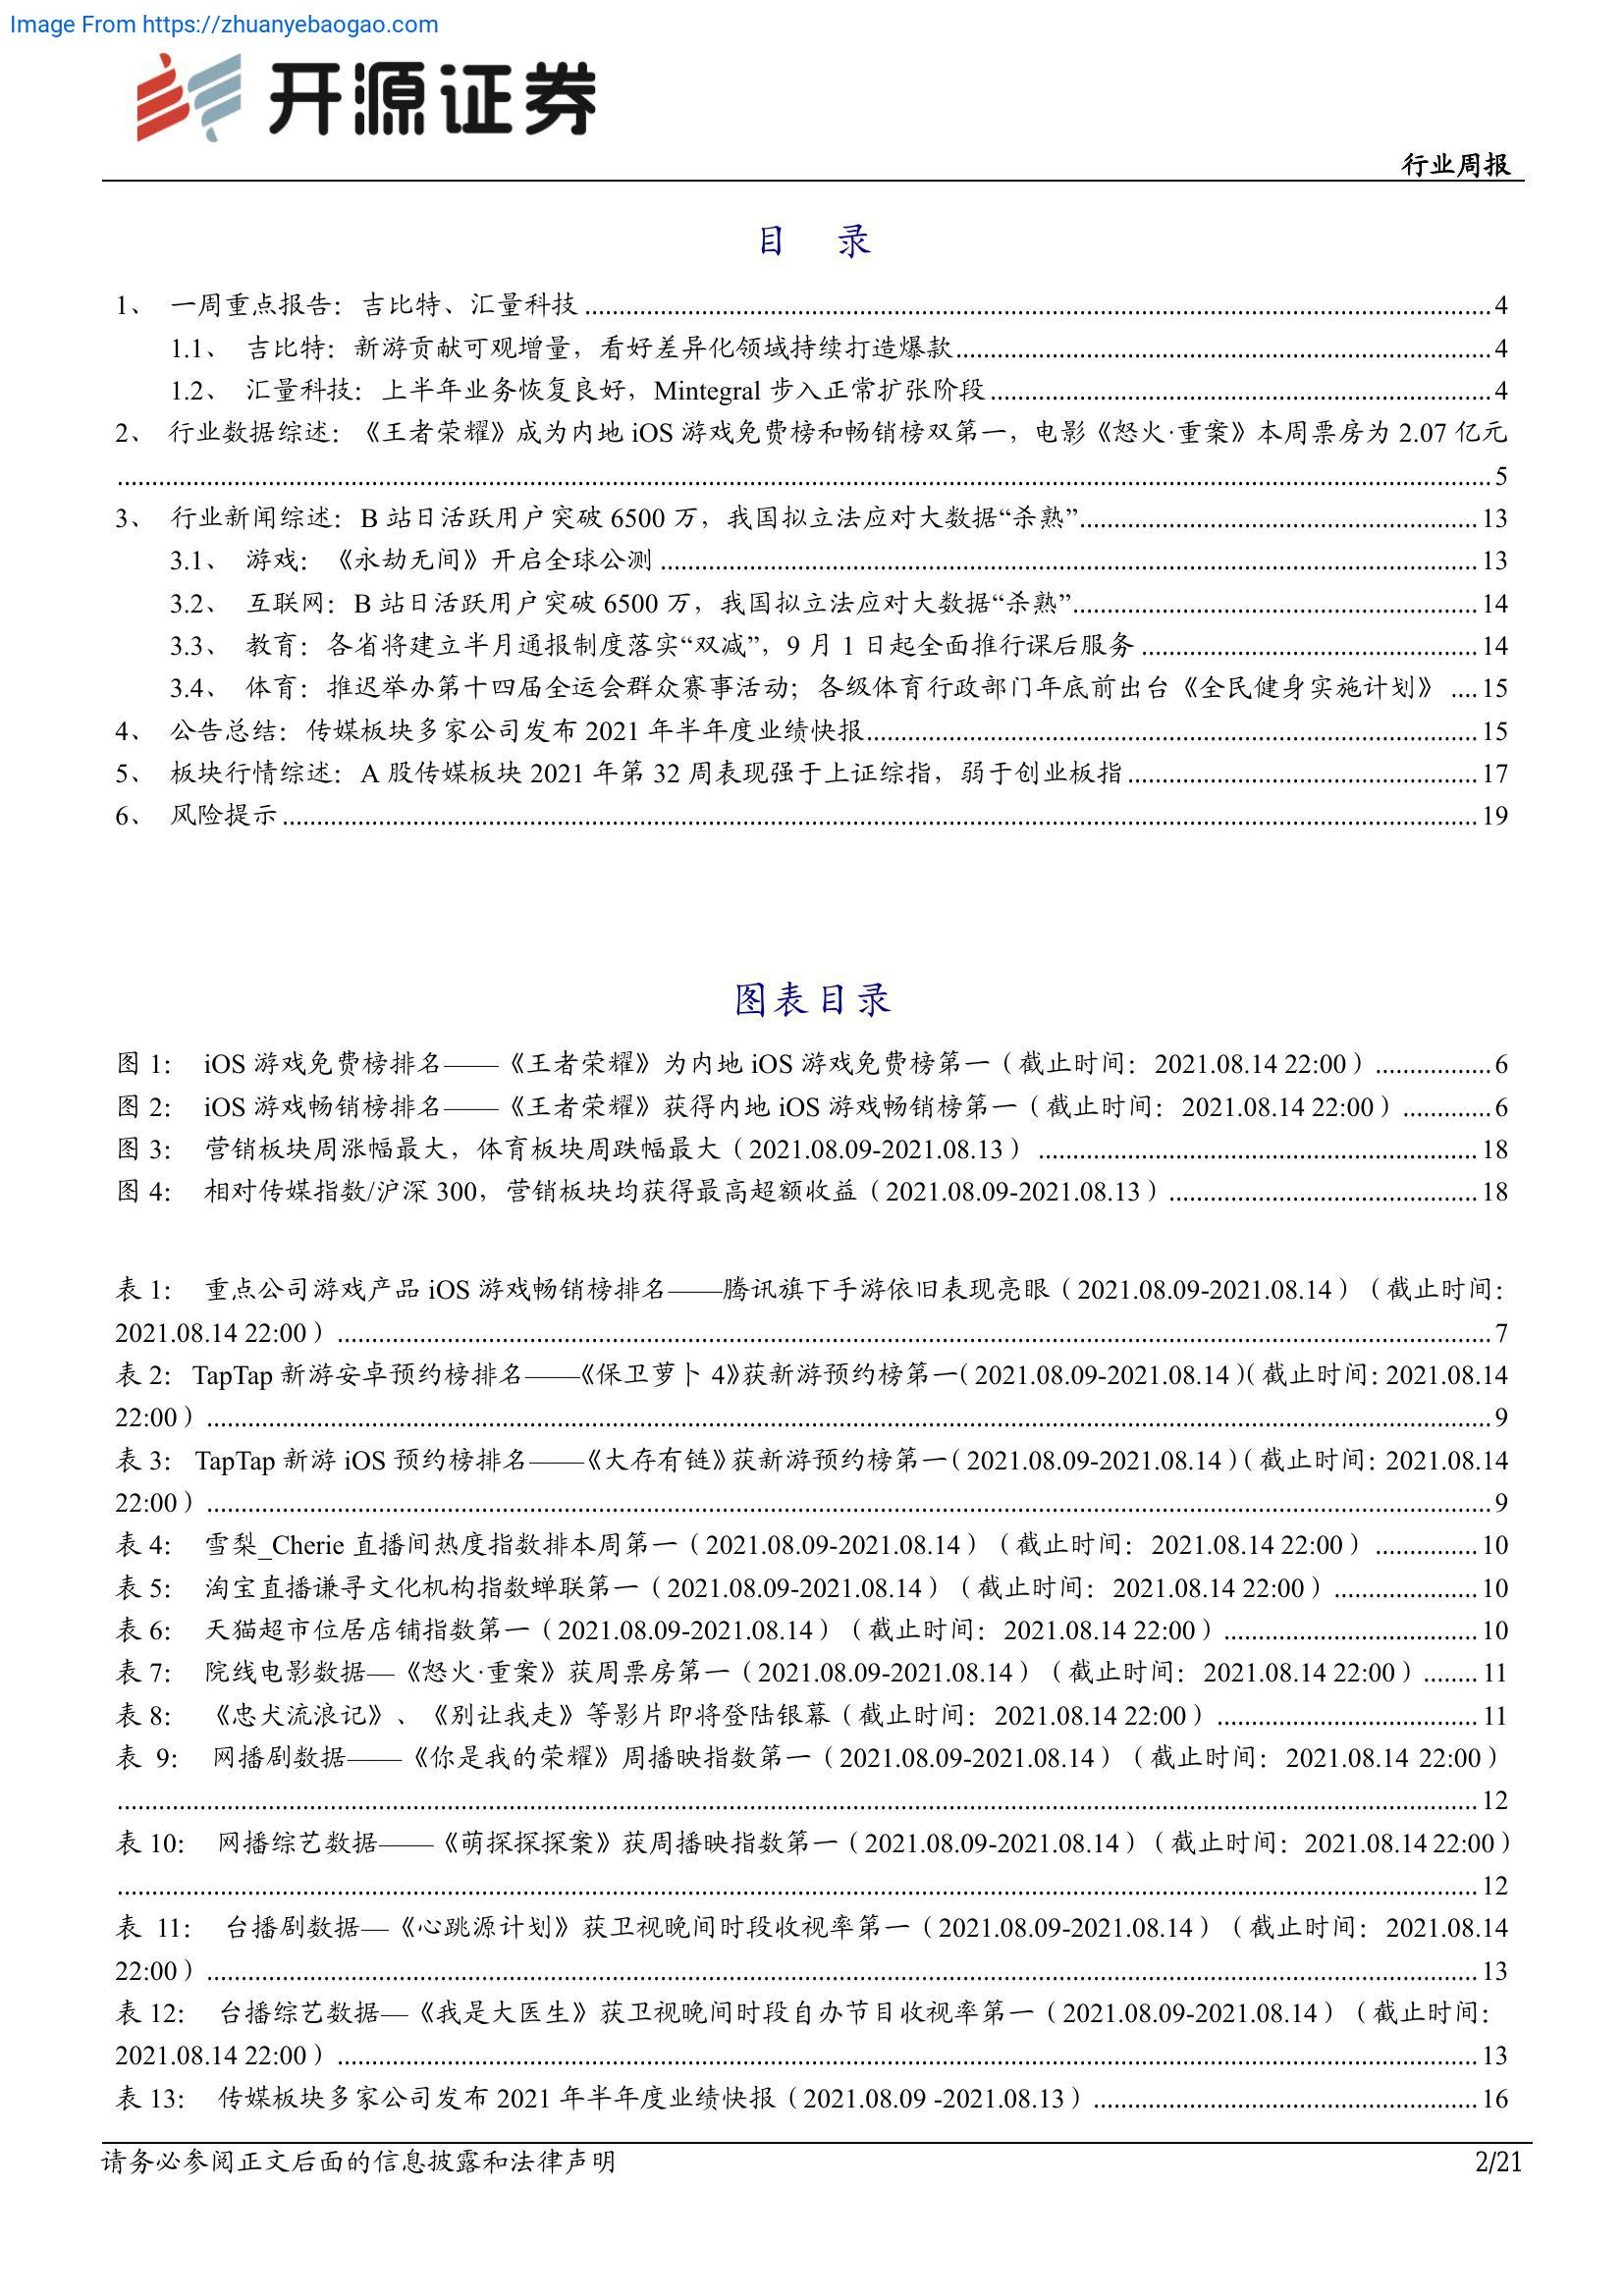 Image From https://zhuanyebaogao.com
开源证券
行业周报
目 录
1、 一周重点报告：吉比特、汇量科技 4
1.1、 吉比特：新游贡献可观增量，看好差异化领域持续打造爆款 4
1.2、 汇量科技：上半年业务恢复良好，Mintegral 步入正常扩张阶段 4
2、 行业数据综述：《王者荣耀》成为内地 iOS 游戏免费榜和畅销榜双第一，电影《怒火·重案》本周票房为 2.07 亿元
5
3、 行业新闻综述：B 站日活跃用户突破 6500 万，我国拟立法应对大数据“杀熟” 13
3.1、 游戏：《永劫无间》开启全球公测 13
3.2、 互联网：B 站日活跃用户突破 6500 万，我国拟立法应对大数据“杀熟” 14
3.3、 教育：各省将建立半月通报制度落实“双减”，9 月 1 日起全面推行课后服务 14
3.4、 体育：推迟举办第十四届全运会群众赛事活动；各级体育行政部门年底前出台《全民健身实施计划》 15
4、 公告总结：传媒板块多家公司发布 2021 年半年度业绩快报 15
5、 板块行情综述：A 股传媒板块 2021 年第 32 周表现强于上证综指，弱于创业板指 17
6、 风险提示 19
图表目录
图 1： iOS 游戏免费榜排名——《王者荣耀》为内地 iOS 游戏免费榜第一（截止时间：2021.08.14 22:00） 6
图 2： iOS 游戏畅销榜排名——《王者荣耀》获得内地 iOS 游戏畅销榜第一（截止时间：2021.08.14 22:00） 6
图 3： 营销板块周涨幅最大，体育板块周跌幅最大（2021.08.09-2021.08.13） 18
图 4： 相对传媒指数/沪深 300，营销板块均获得最高超额收益（2021.08.09-2021.08.13） 18
表 1： 重点公司游戏产品 iOS 游戏畅销榜排名——腾讯旗下手游依旧表现亮眼（2021.08.09-2021.08.14）（截止时间：
2021.08.14 22:00） 7
表 2： TapTap 新游安卓预约榜排名——《保卫萝卜 4》获新游预约榜第一（2021.08.09-2021.08.14）（截止时间：2021.08.14
22:00） 9
表 3： TapTap 新游 iOS 预约榜排名——《大存有链》获新游预约榜第一（2021.08.09-2021.08.14）（截止时间：2021.08.14
22:00） 9
表 4： 雪梨_Cherie 直播间热度指数排本周第一（2021.08.09-2021.08.14）（截止时间：2021.08.14 22:00） 10
表 5： 淘宝直播谦寻文化机构指数蝉联第一（2021.08.09-2021.08.14）（截止时间：2021.08.14 22:00） 10
表 6： 天猫超市位居店铺指数第一（2021.08.09-2021.08.14）（截止时间：2021.08.14 22:00） 10
表 7： 院线电影数据—《怒火·重案》获周票房第一（2021.08.09-2021.08.14）（截止时间：2021.08.14 22:00） 11
表 8： 《忠犬流浪记》、《别让我走》等影片即将登陆银幕（截止时间：2021.08.14 22:00） 11
表 9： 网播剧数据——《你是我的荣耀》周播映指数第一（2021.08.09-2021.08.14）（截止时间：2021.08.14 22:00）
12
表 10： 网播综艺数据——《萌探探探案》获周播映指数第一（2021.08.09-2021.08.14）（截止时间：2021.08.14 22:00）
12
表 11： 台播剧数据—《心跳源计划》获卫视晚间时段收视率第一（2021.08.09-2021.08.14）（截止时间：2021.08.14
22:00） 13
表 12： 台播综艺数据—《我是大医生》获卫视晚间时段自办节目收视率第一（2021.08.09-2021.08.14）（截止时间：
2021.08.14 22:00） 13
表 13： 传媒板块多家公司发布 2021 年半年度业绩快报（2021.08.09 -2021.08.13） 16
请务必参阅正文后面的信息披露和法律声明
2/21